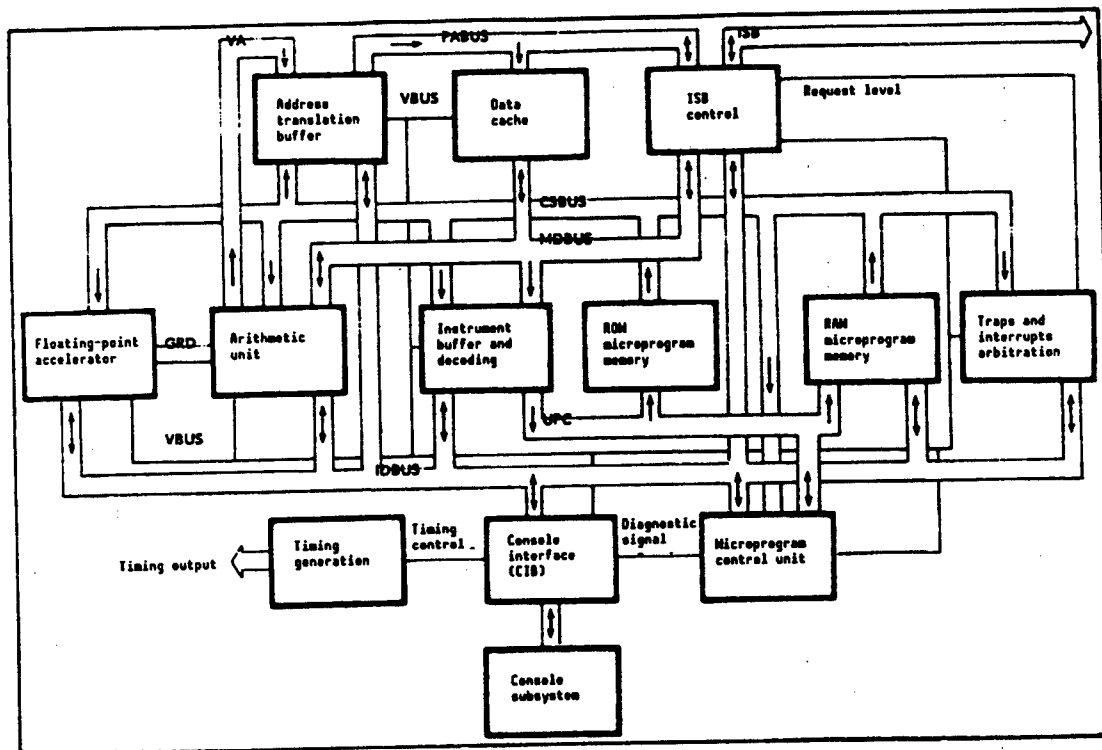 VA
PABUS
ISB
Address
translation
buffer
VBUS
Data
cache
ISB
control
Request level
CSBUS
MDBUS
Floating-point
accelerator
GRD
Arithmetic
unit
Instrument
buffer and
decoding
ROM
microprogram
memory
RAM
microprogram
memory
Traps and
interrupts
arbitration
UPC
VBUS
IDBUS
Timing output
Timing
generation
Timing
control
Console
interface
(CIB)
Diagnostic
signal
Microprogram
control unit
Console
subsystem